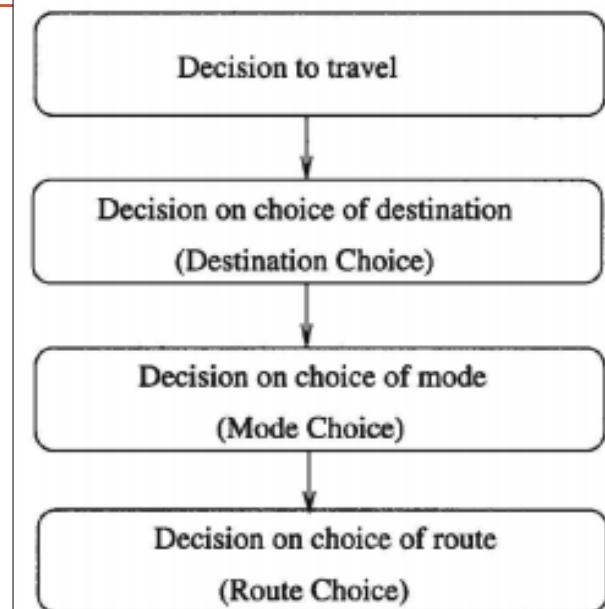 Decision to travel
Decision on choice of destination
(Destination Choice)
Decision on choice of mode
(Mode Choice)
Decision on choice of route
(Route Choice)